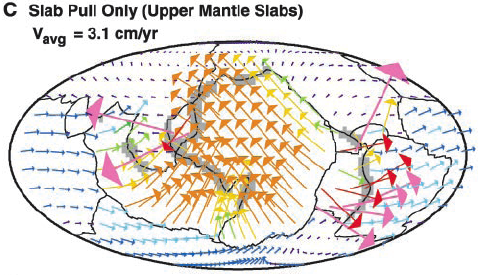 C Slab Pull Only (Upper Mantle Slabs)
Vavg = 3.1 cm/yr